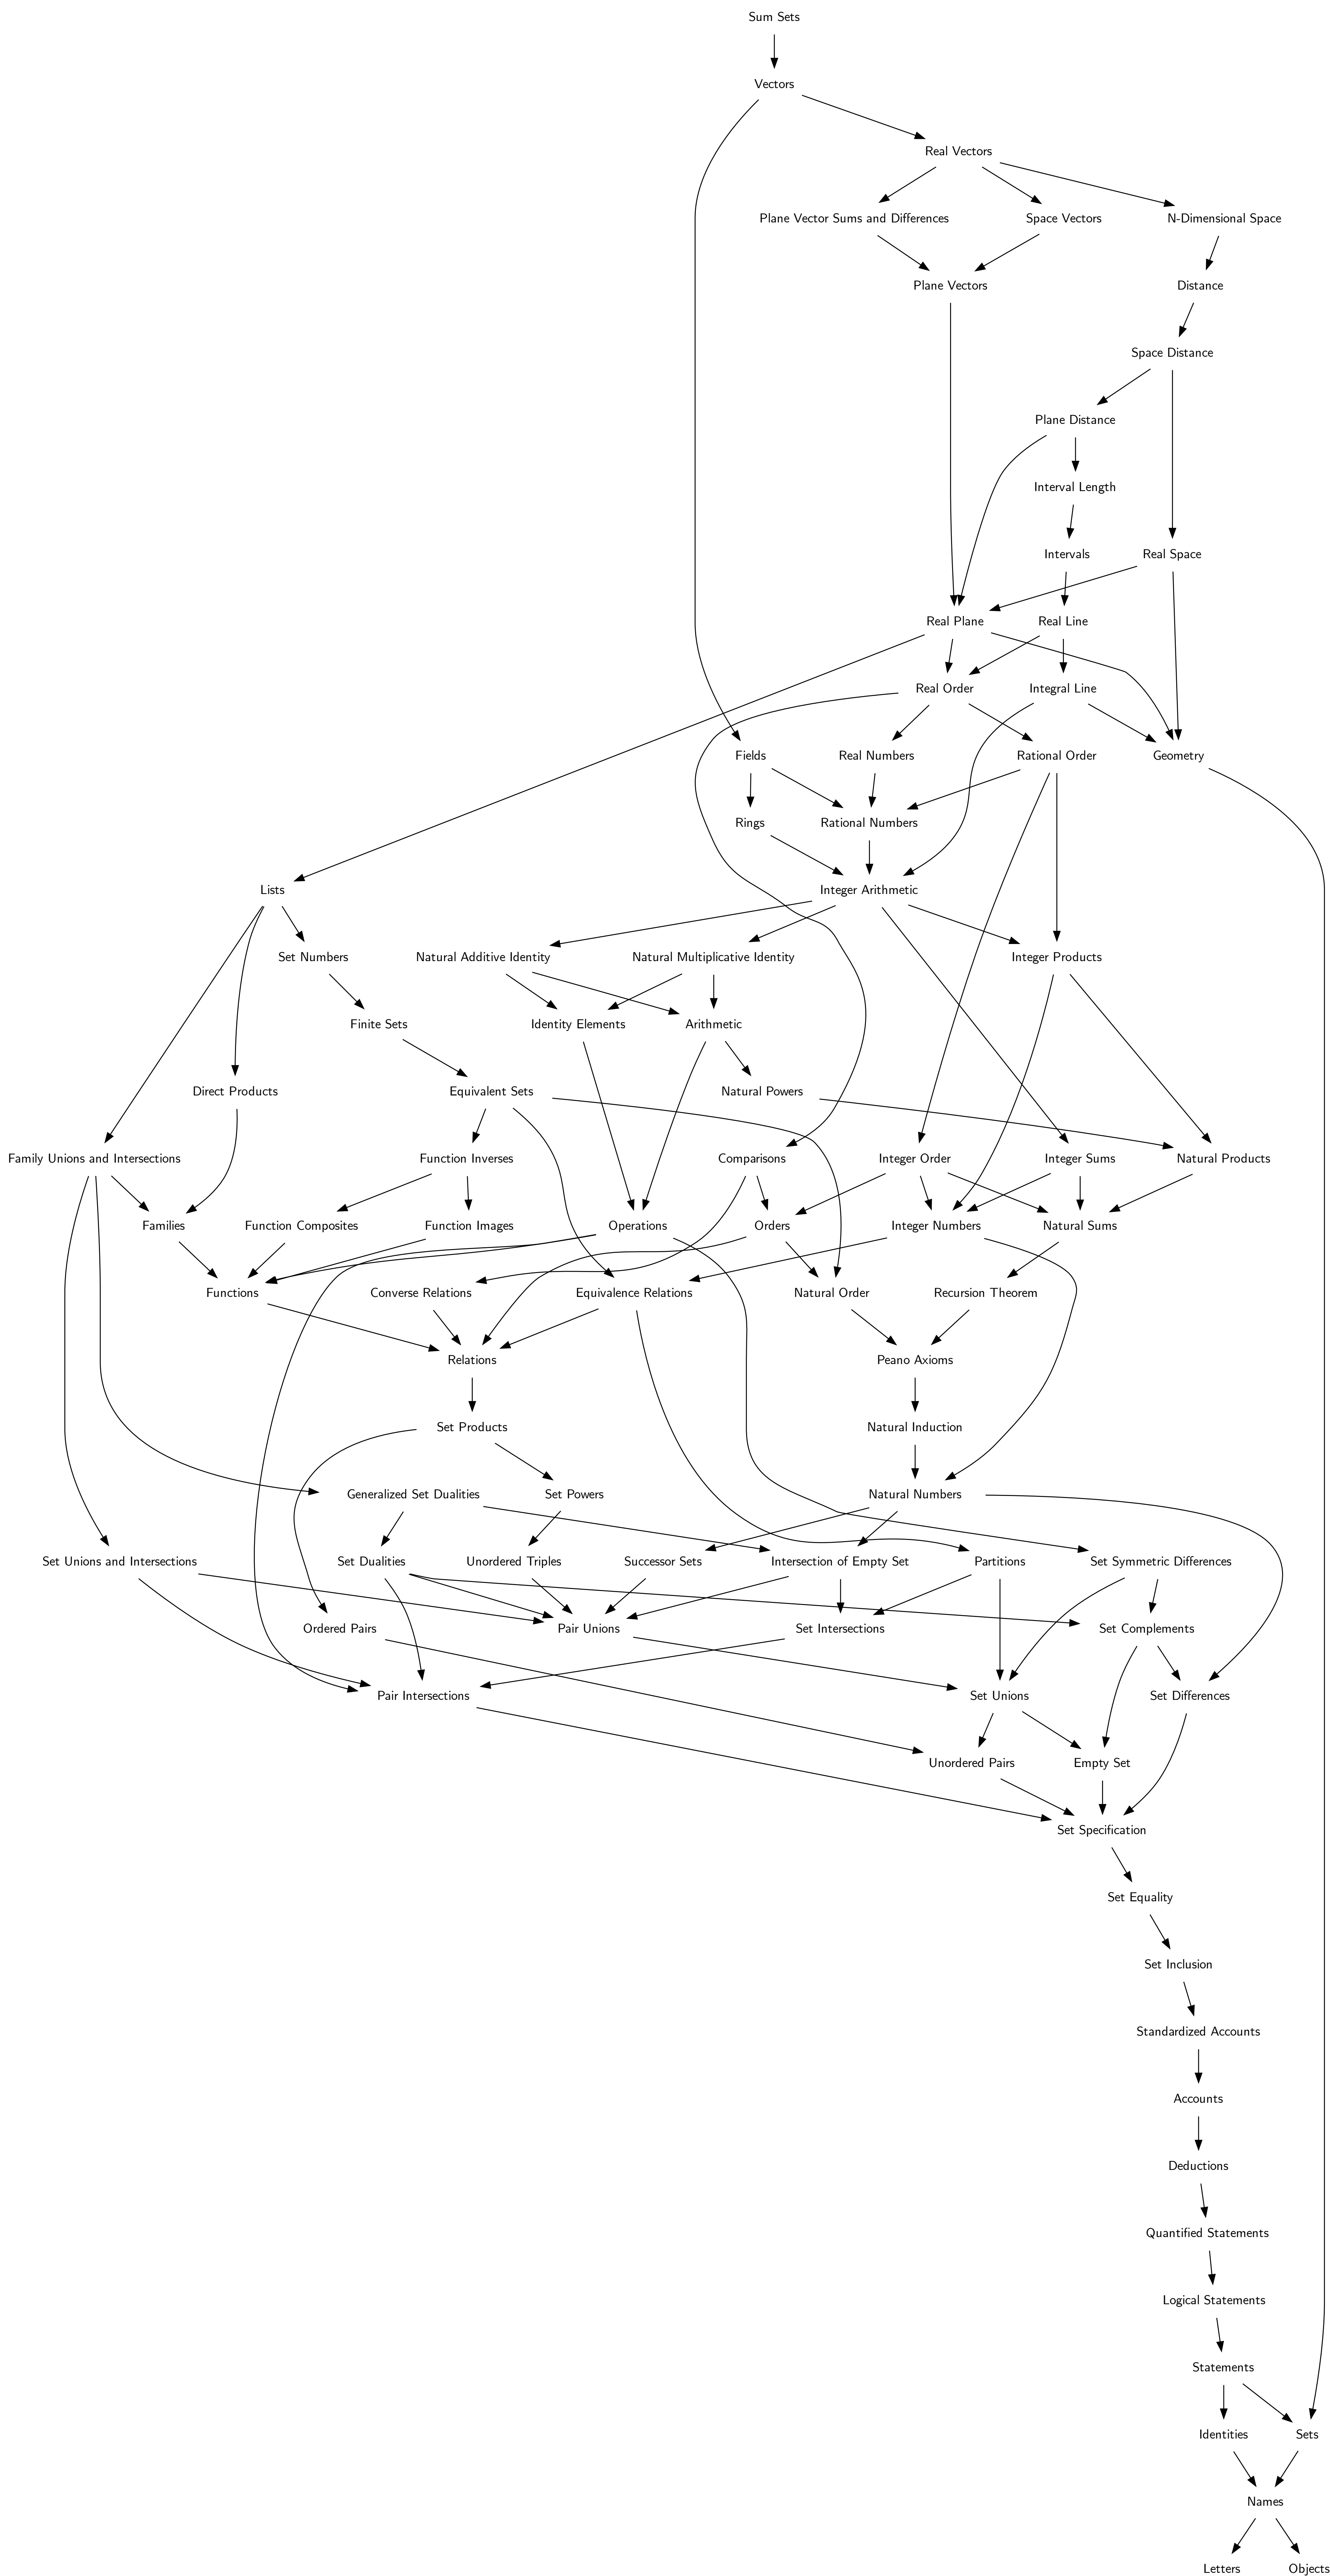 Sum Sets
Vectors
Real Vectors
Plane Vector Sums and Differences
Space Vectors
N-Dimensional Space
Plane Vectors
Distance
Space Distance
Plane Distance
Interval Length
Intervals
Real Space
Real Plane
Real Line
Real Order
Integral Line
Fields
Real Numbers
Rational Order
Geometry
Rings
Rational Numbers
Lists
Integer Arithmetic
Set Numbers
Natural Additive Identity
Natural Multiplicative Identity
Integer Products
Finite Sets
Identity Elements
Arithmetic
Direct Products
Equivalent Sets
Natural Powers
Family Unions and Intersections
Function Inverses
Comparisons
Integer Order
Integer Sums
Natural Products
Families
Function Composites
Function Images
Operations
Orders
Integer Numbers
Natural Sums
Functions
Converse Relations
Equivalence Relations
Natural Order
Recursion Theorem
Relations
Peano Axioms
Set Products
Natural Induction
Generalized Set Dualities
Set Powers
Natural Numbers
Set Unions and Intersections
Set Dualities
Unordered Triples
Successor Sets
Intersection of Empty Set
Partitions
Set Symmetric Differences
Ordered Pairs
Pair Unions
Set Intersections
Set Complements
Pair Intersections
Set Unions
Set Differences
Unordered Pairs
Empty Set
Set Specification
Set Equality
Set Inclusion
Standardized Accounts
Accounts
Deductions
Quantified Statements
Logical Statements
Statements
Identities
Sets
Names
Letters
Objects